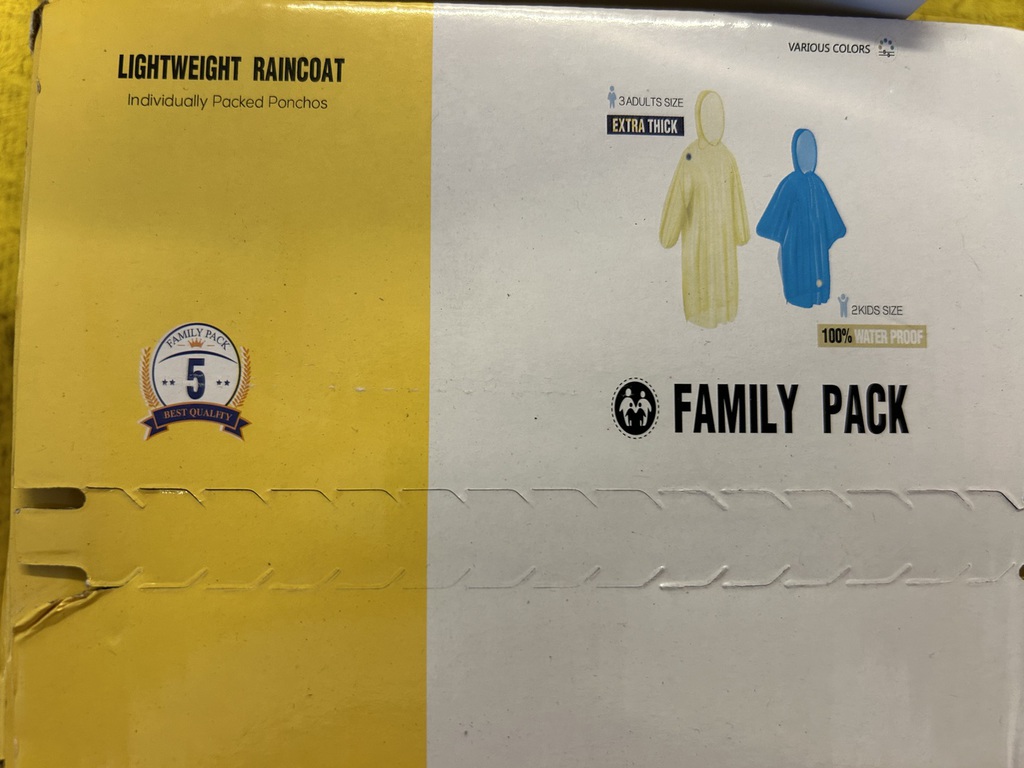 LIGHTWEIGHT RAINCOAT
Individually Packed Ponchos
FAMILY PACK
5
BEST QUALITY
VARIOUS COLORS
3 ADULTS SIZE
EXTRA THICK
2KIDS SIZE
100% WATER PROOF
FAMILY PACK